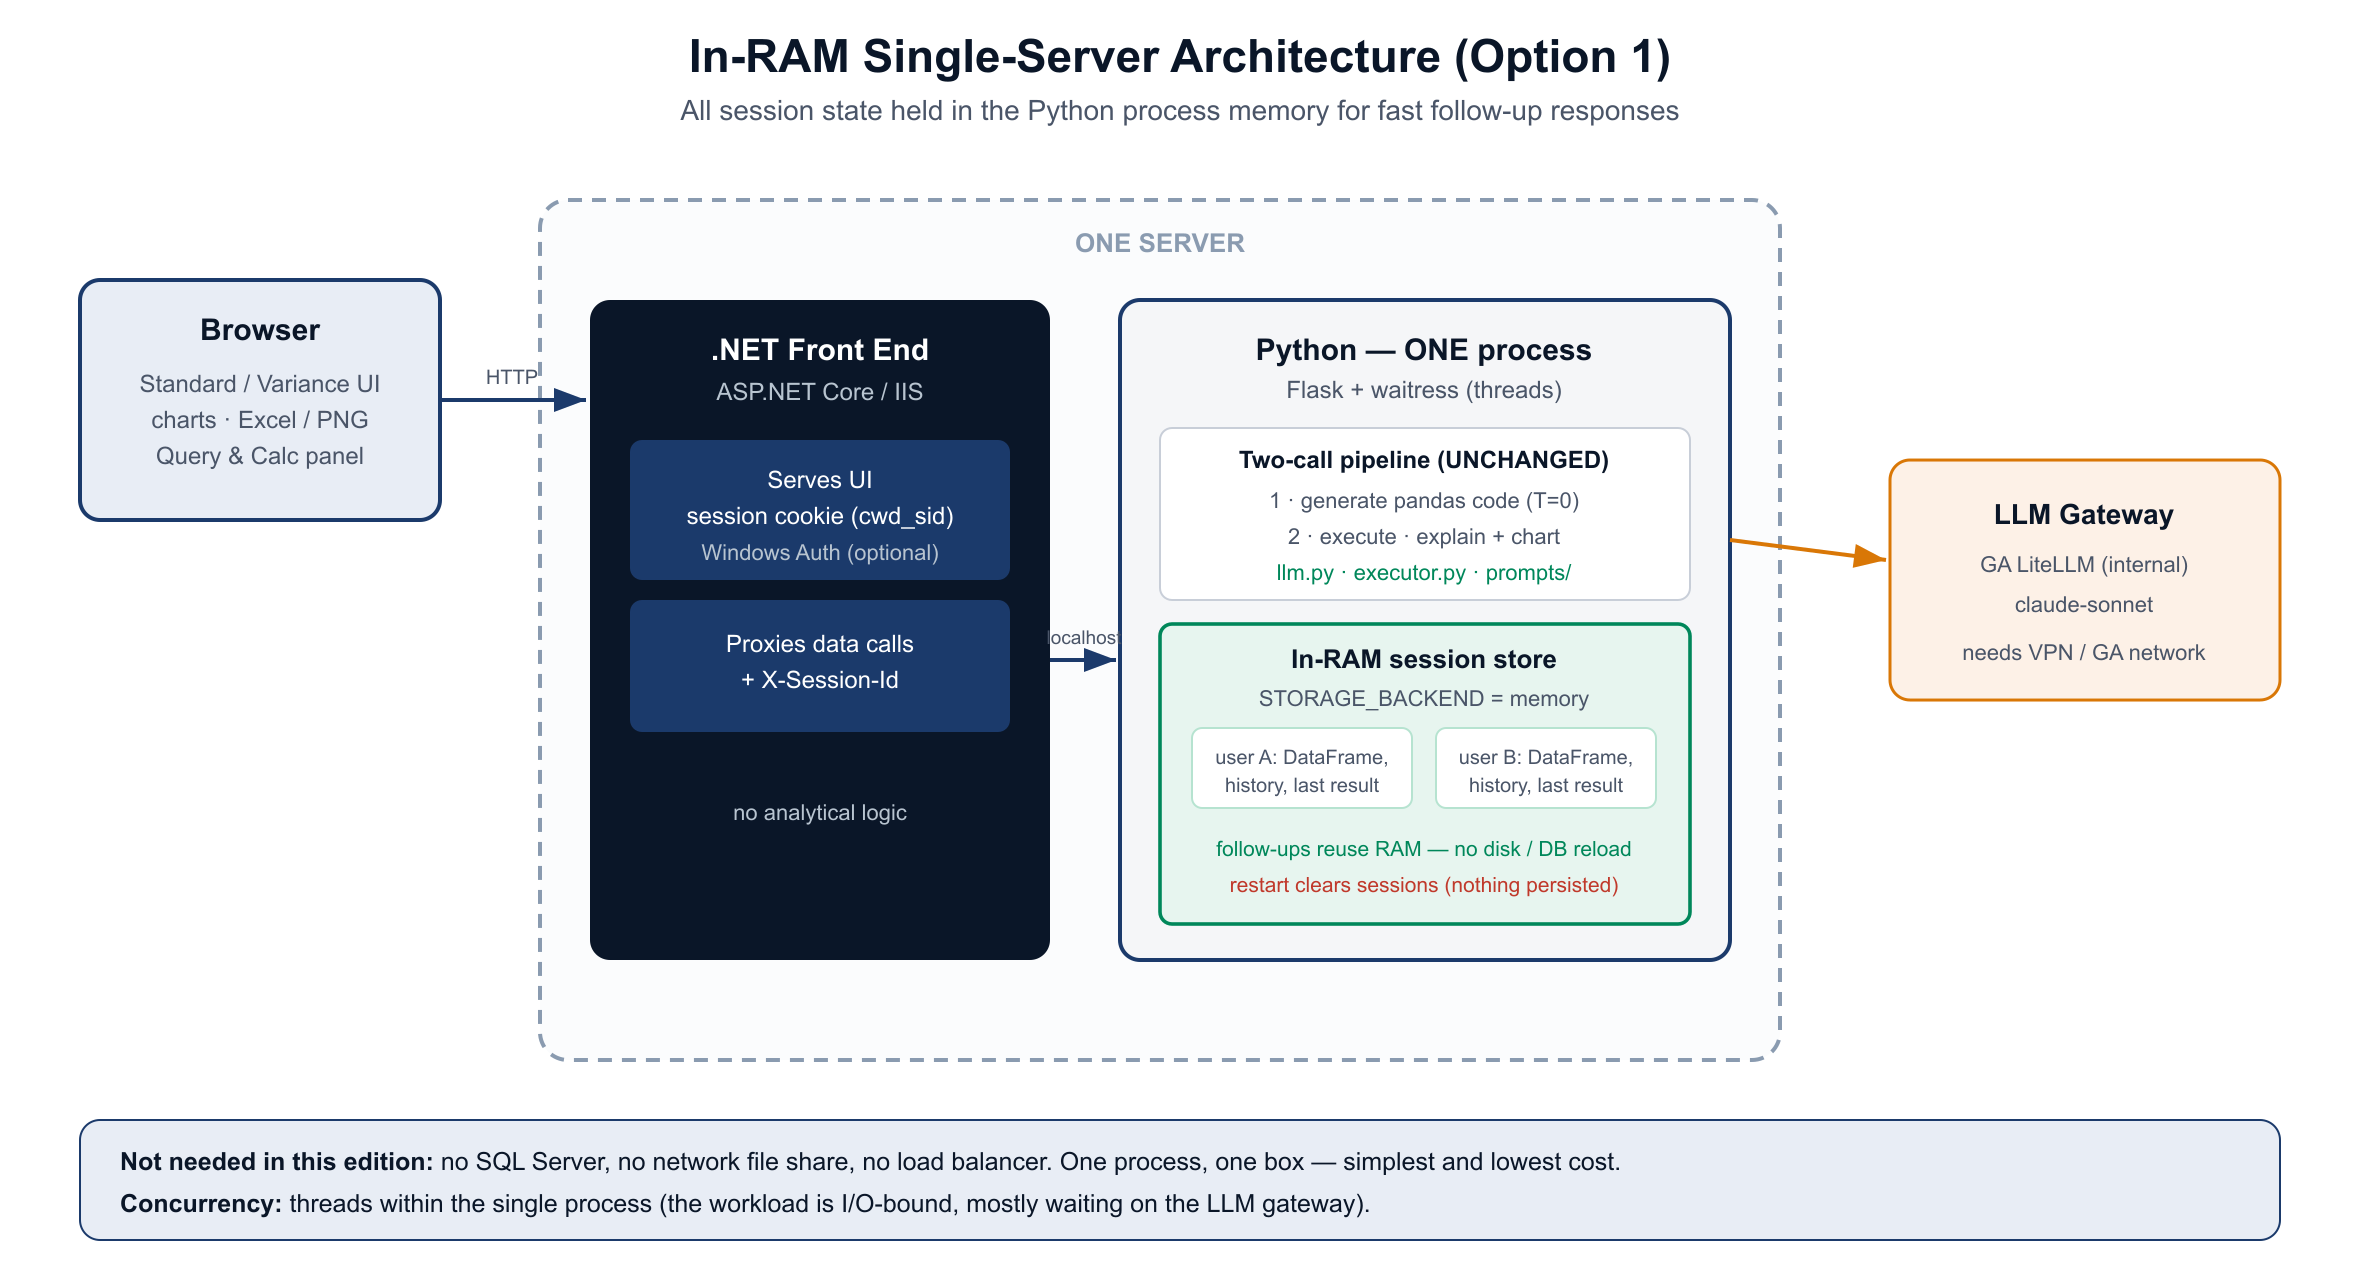 In-RAM Single-Server Architecture (Option 1)
All session state held in the Python process memory for fast follow-up responses
ONE SERVER
Browser
Standard / Variance UI
charts · Excel / PNG
Query & Calc panel
HTTP
.NET Front End
ASP.NET Core / IIS
Serves UI
session cookie (cwd_sid)
Windows Auth (optional)
Proxies data calls
+ X-Session-Id
no analytical logic
localhost
Python — ONE process
Flask + waitress (threads)
Two-call pipeline (UNCHANGED)
1 · generate pandas code (T=0)
2 · execute · explain + chart
llm.py · executor.py · prompts/
In-RAM session store
STORAGE_BACKEND = memory
user A: DataFrame,
history, last result
user B: DataFrame,
history, last result
follow-ups reuse RAM — no disk / DB reload
restart clears sessions (nothing persisted)
LLM Gateway
GA LiteLLM (internal)
claude-sonnet
needs VPN / GA network
Not needed in this edition: no SQL Server, no network file share, no load balancer. One process, one box — simplest and lowest cost.
Concurrency: threads within the single process (the workload is I/O-bound, mostly waiting on the LLM gateway).